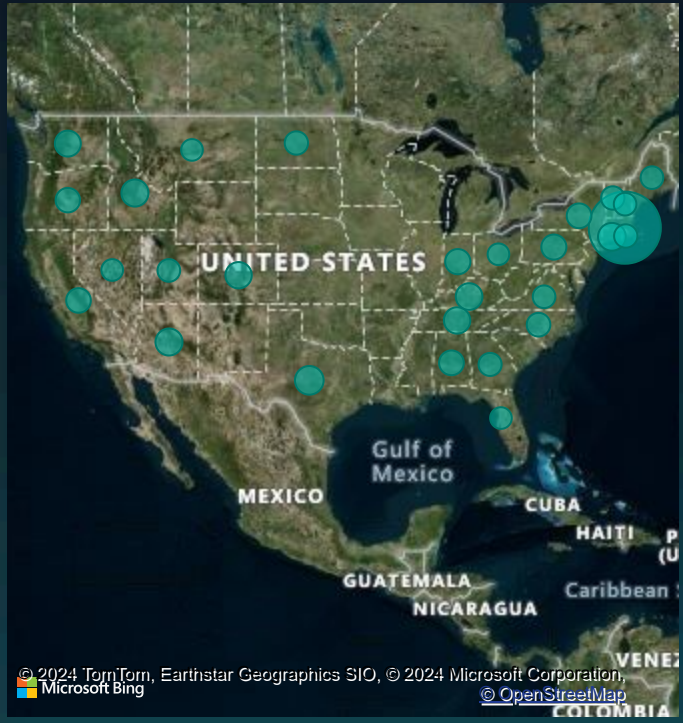 UNITED STATES
Gulf of
Mexico
MEXICO
CUBA
HAITI
P
(U
GUATEMALA
Caribbean S
NICARAGUA
VENEZ
© 2024 TomTom, Earthstar Geographics SIO, © 2024 Microsoft Corporation,
Microsoft Bing
© OpenStreetMap
COLOMBIA